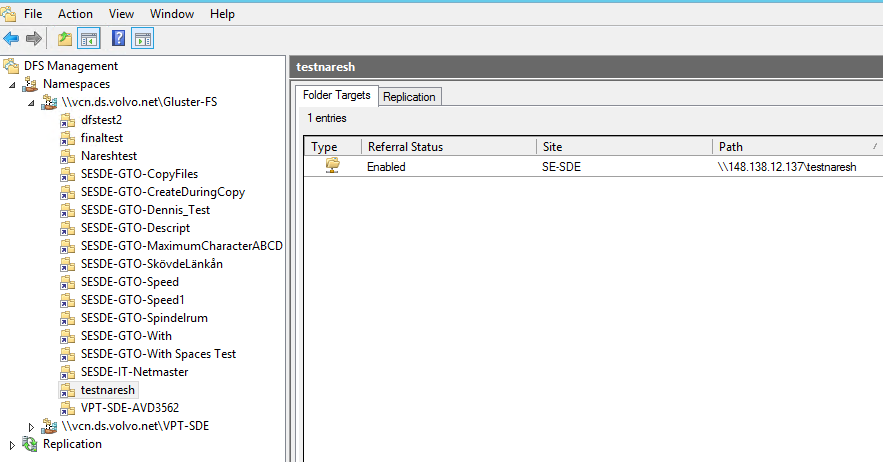 File Action View Window Help
DFS Management
Namespaces
\\vcn.ds.volvo.net\Gluster-FS
dfstest2
finaltest
Nareshtest
SESDE-GTO-CopyFiles
SESDE-GTO-CreateDuringCopy
SESDE-GTO-Dennis_Test
SESDE-GTO-Descript
SESDE-GTO-MaximumCharacterABCD
SESDE-GTO-SkövdeLänkån
SESDE-GTO-Speed
SESDE-GTO-Speed1
SESDE-GTO-Spindelrum
SESDE-GTO-With
SESDE-GTO-With Spaces Test
SESDE-IT-Netmaster
testnaresh
VPT-SDE-AVD3562
\\vcn.ds.volvo.net\VPT-SDE
Replication
testnaresh
Folder Targets Replication
1 entries
Type Referral Status Site Path
Enabled SE-SDE \\148.138.12.137\testnaresh